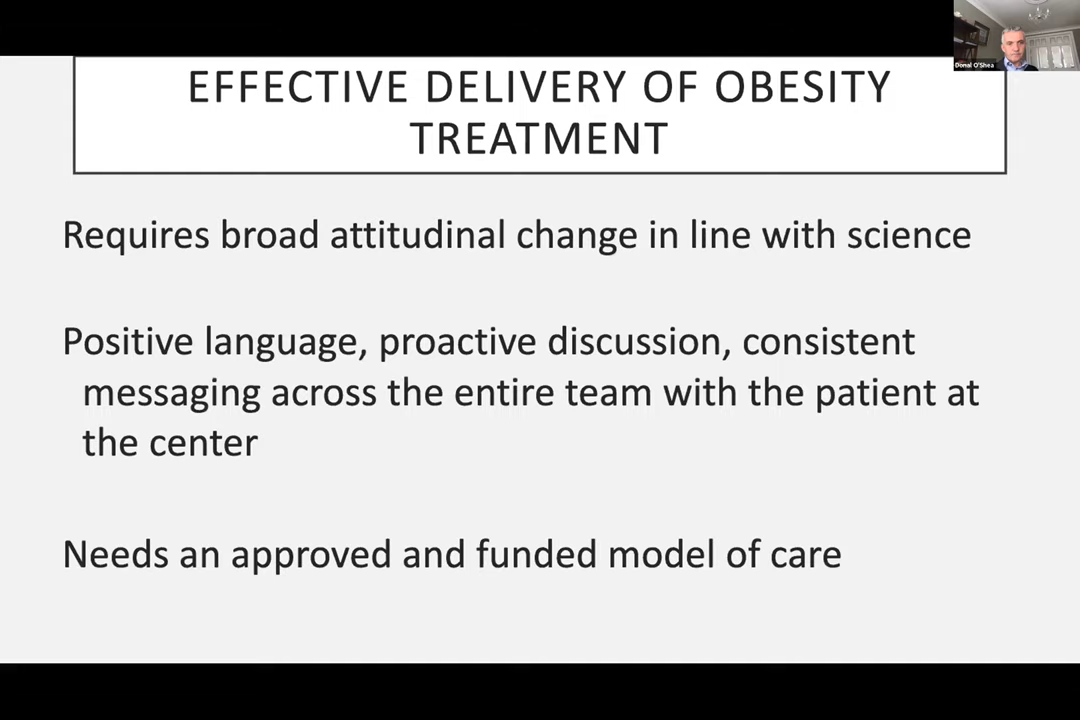 Donal O'Shea
EFFECTIVE DELIVERY OF OBESITY
TREATMENT
Requires broad attitudinal change in line with science
Positive language, proactive discussion, consistent
messaging across the entire team with the patient at
the center
Needs an approved and funded model of care